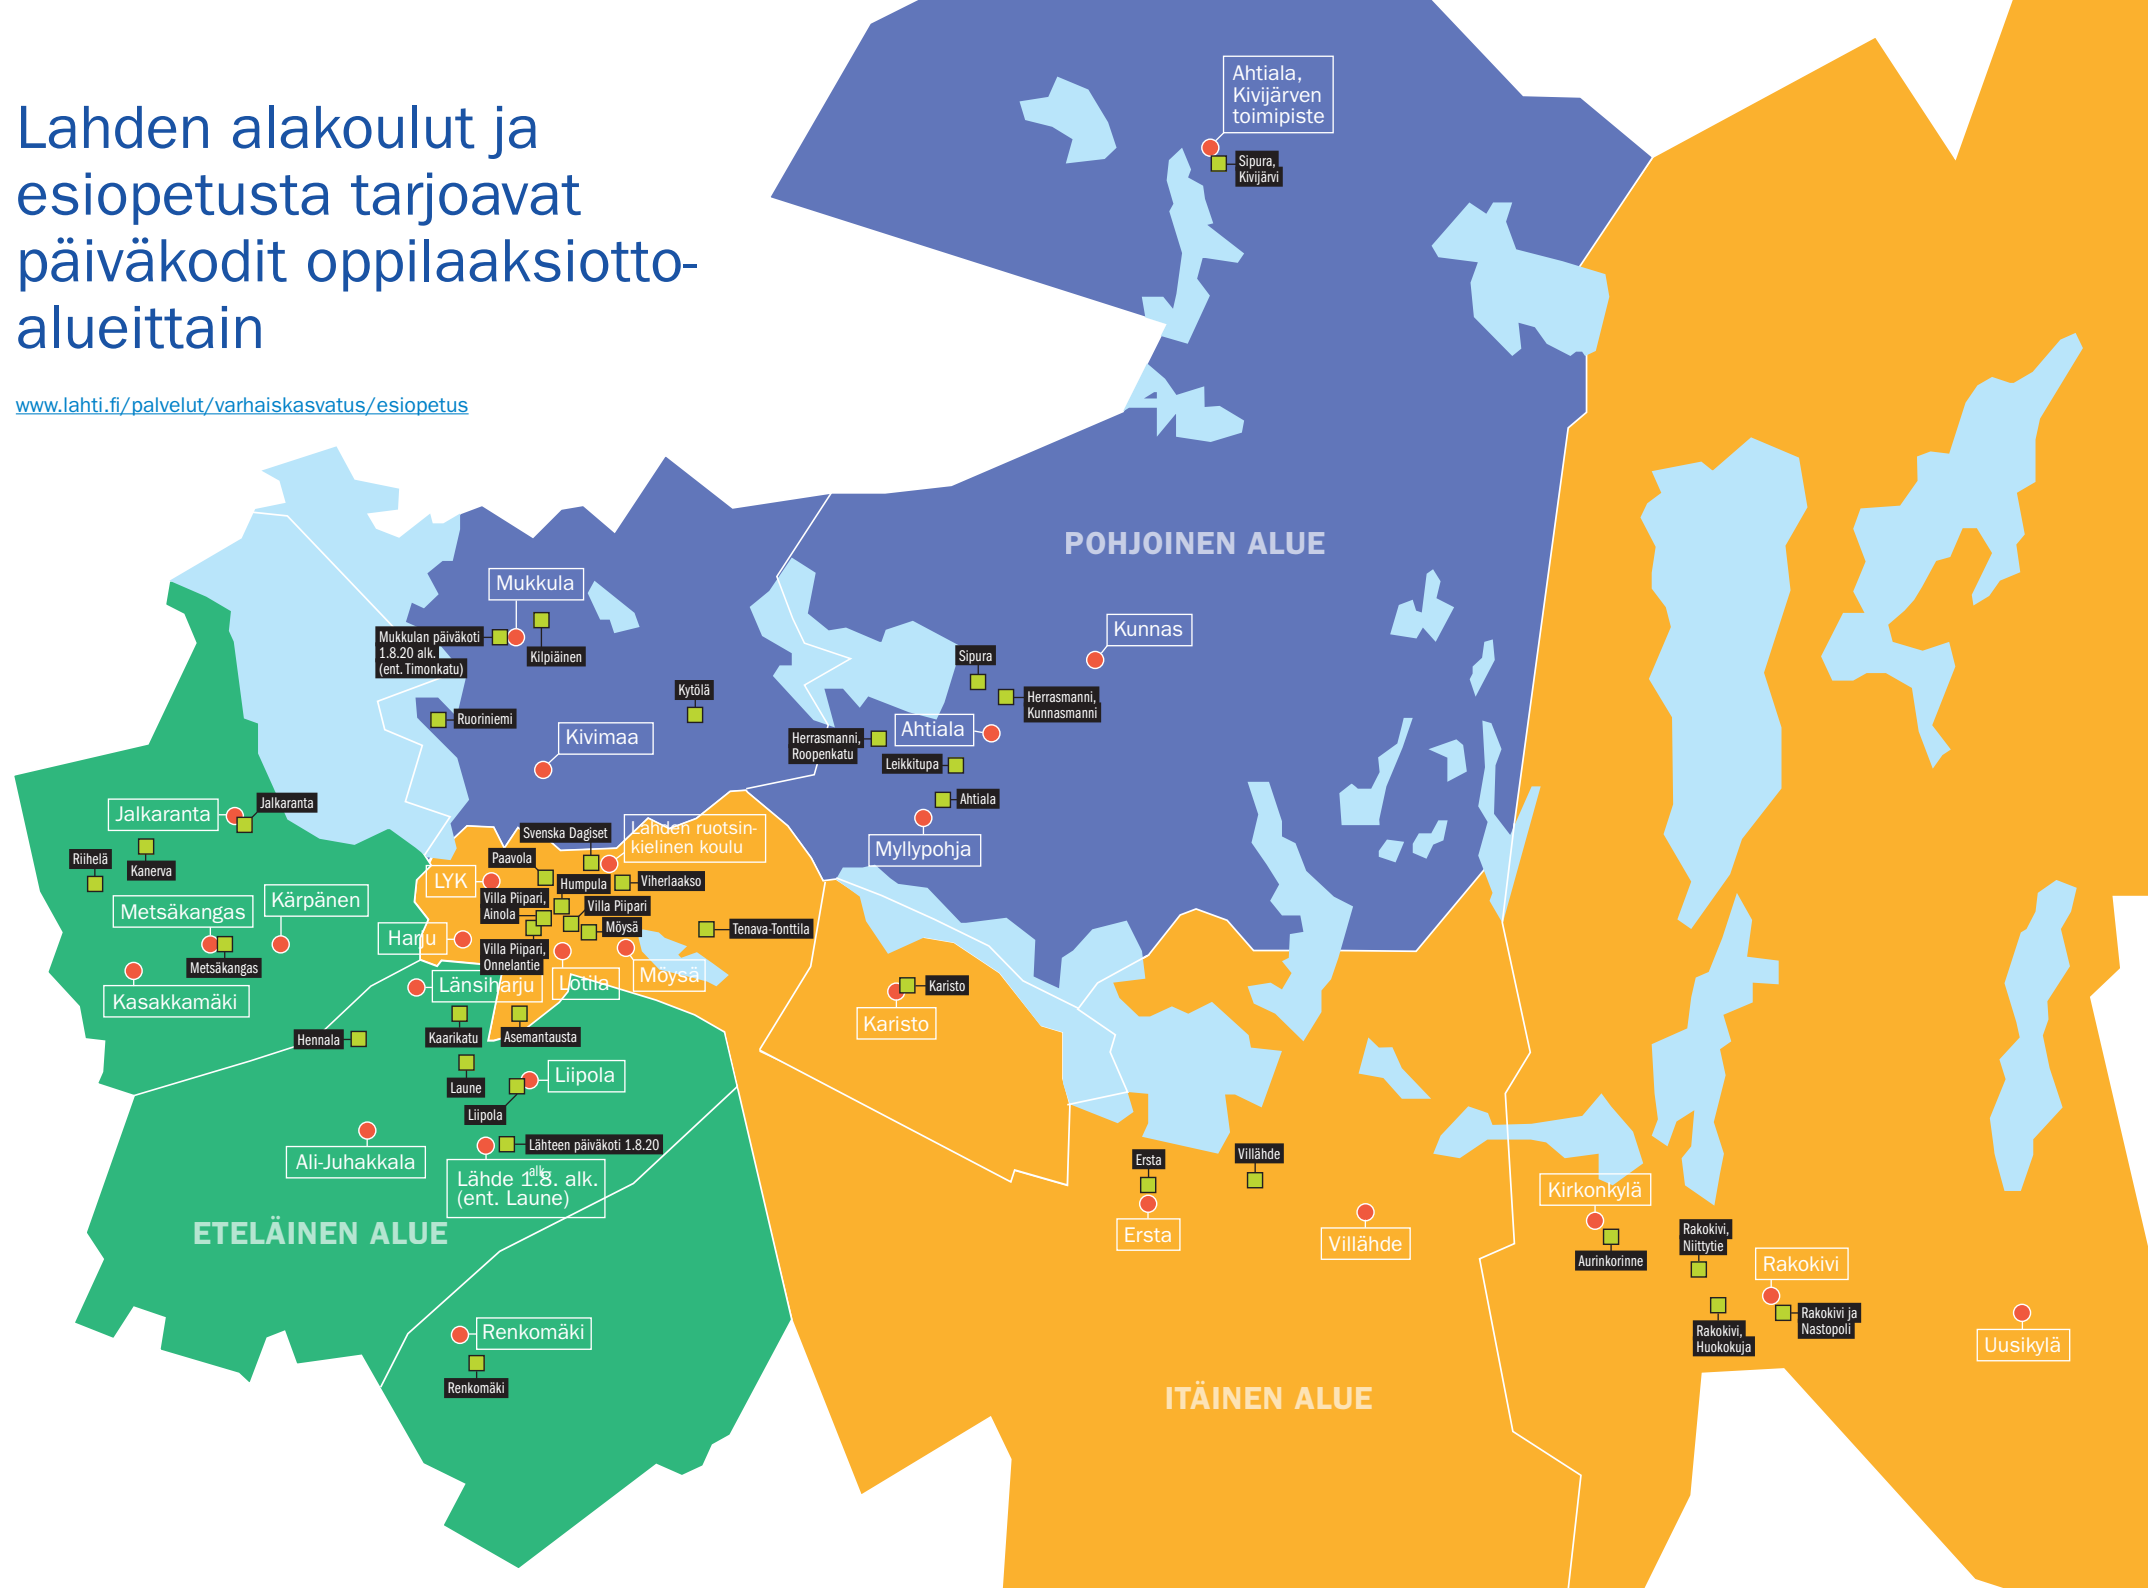 Lahden alakoulut ja
esiopetusta tarjoavat
päiväkodit oppilaaksiotto-
alueittain
www.lahti.fi/palvelut/varhaiskasvatus/esiopetus
Ahtiala,
Kivijärven
toimipiste
Sipura,
Kivijärvi
POHJOINEN ALUE
Mukkula
Mukkulan päiväkoti
1.8.20 alk.
(ent. Timonkatu)
Kilpiäinen
Ruoriniemi
Kytölä
Kivimaa
Kunnas
Sipura
Herrasmanni,
Kunnasmanni
Ahtiala
Herrasmanni,
Roopenkatu
Leikkitupa
Ahtiala
Myllypohja
Jalkaranta
Jalkaranta
Riihelä
Kanerva
Metsäkangas
Kärpänen
Metsäkangas
Kasakkamäki
Svenska Dagiset
Lahden ruotsin-
kielinen koulu
Paavola
LYK
Humpula
Viherlaakso
Villa Piipari,
Ainola
Villa Piipari
Möysä
Tenava-Tonttila
Harju
Villa Piipari,
Onnelantie
Lotila
Möysä
Länsiharju
Hennala
Kaarikatu
Asemantausta
Laune
Liipola
Liipola
Ali-Juhakkala
Lähteen päiväkoti 1.8.20
alk.
Lähde 1.8. alk.
(ent. Laune)
ETELÄINEN ALUE
Renkomäki
Renkomäki
Karisto
Karisto
Ersta
Ersta
Villähde
Villähde
Kirkonkylä
Aurinkorinne
Rakokivi,
Niittytie
Rakokivi
Rakokivi,
Huokokuja
Rakokivi ja
Nastopoli
Uusikylä
ITÄINEN ALUE